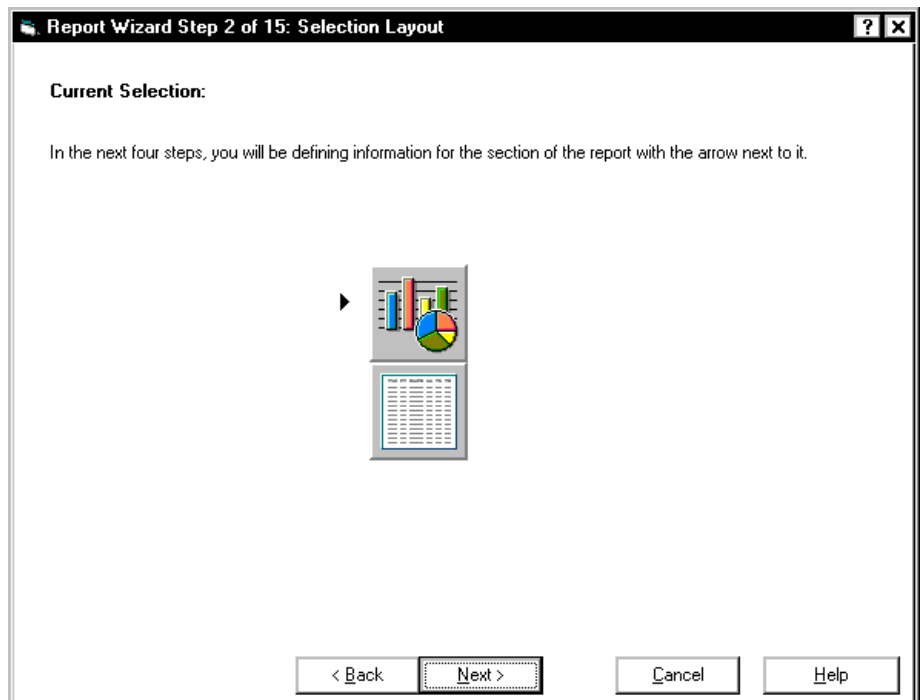 Report Wizard Step 2 of 15: Selection Layout
Current Selection:
In the next four steps, you will be defining information for the section of the report with the arrow next to it.
< Back Next > Cancel Help